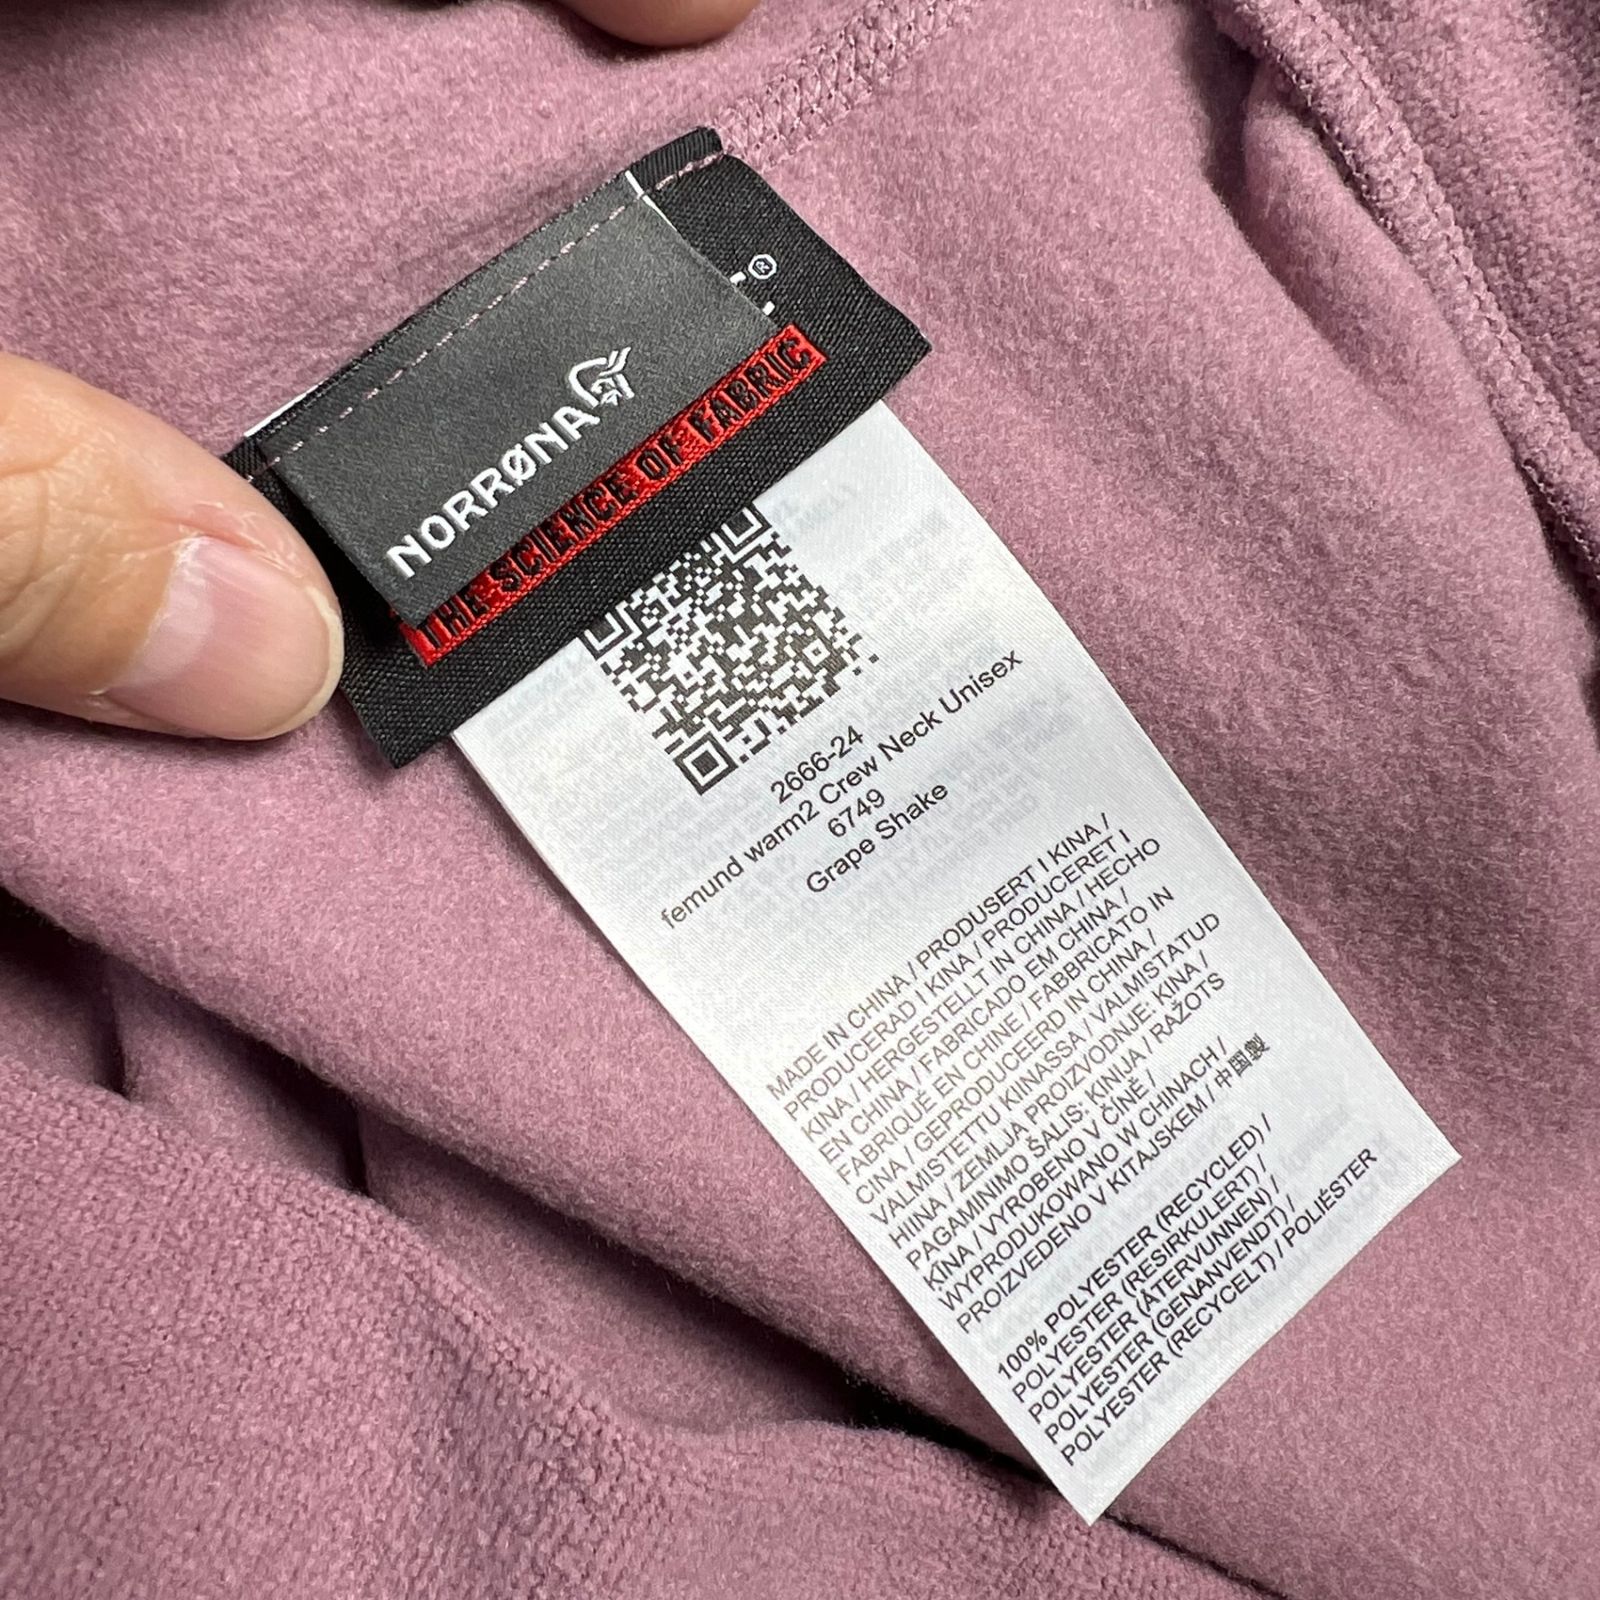 ®
NORRØNA
THE SCIENCE OF FABRIC
2666-24
femund warm2 Crew Neck Unisex
6749
Grape Shake
MADE IN CHINA / PRODUSERT I KINA /
PRODUCERAD I KINA / PRODUCERET I
KINA / HERGESTELLT IN CHINA / HECHO
EN CHINA / FABRICADO EM CHINA /
FABRIQUÉ EN CHINE / FABBRICATO IN
CINA / GEPRODUCEERD IN CHINA /
VALMISTETTU KIINASSA / VALMISTATUD
HIINA / ZEMLJA PROIZVODNJE: KINA /
PAGAMINIMO ŠALIS: KINIJA / RAŽOTS
ĶĪNA / VYROBENO V ČÍNĚ /
WYPRODUKOWANO W CHINACH /
PROIZVEDENO V KITAJSKEM / 中国製
100% POLYESTER (RECYCLED) /
POLYESTER (RESIRKULERT) /
POLYESTER (ÅTERVUNNEN) /
POLYESTER (GENANVENDT) /
POLYESTER (RECYCELT) / POLIÉSTER